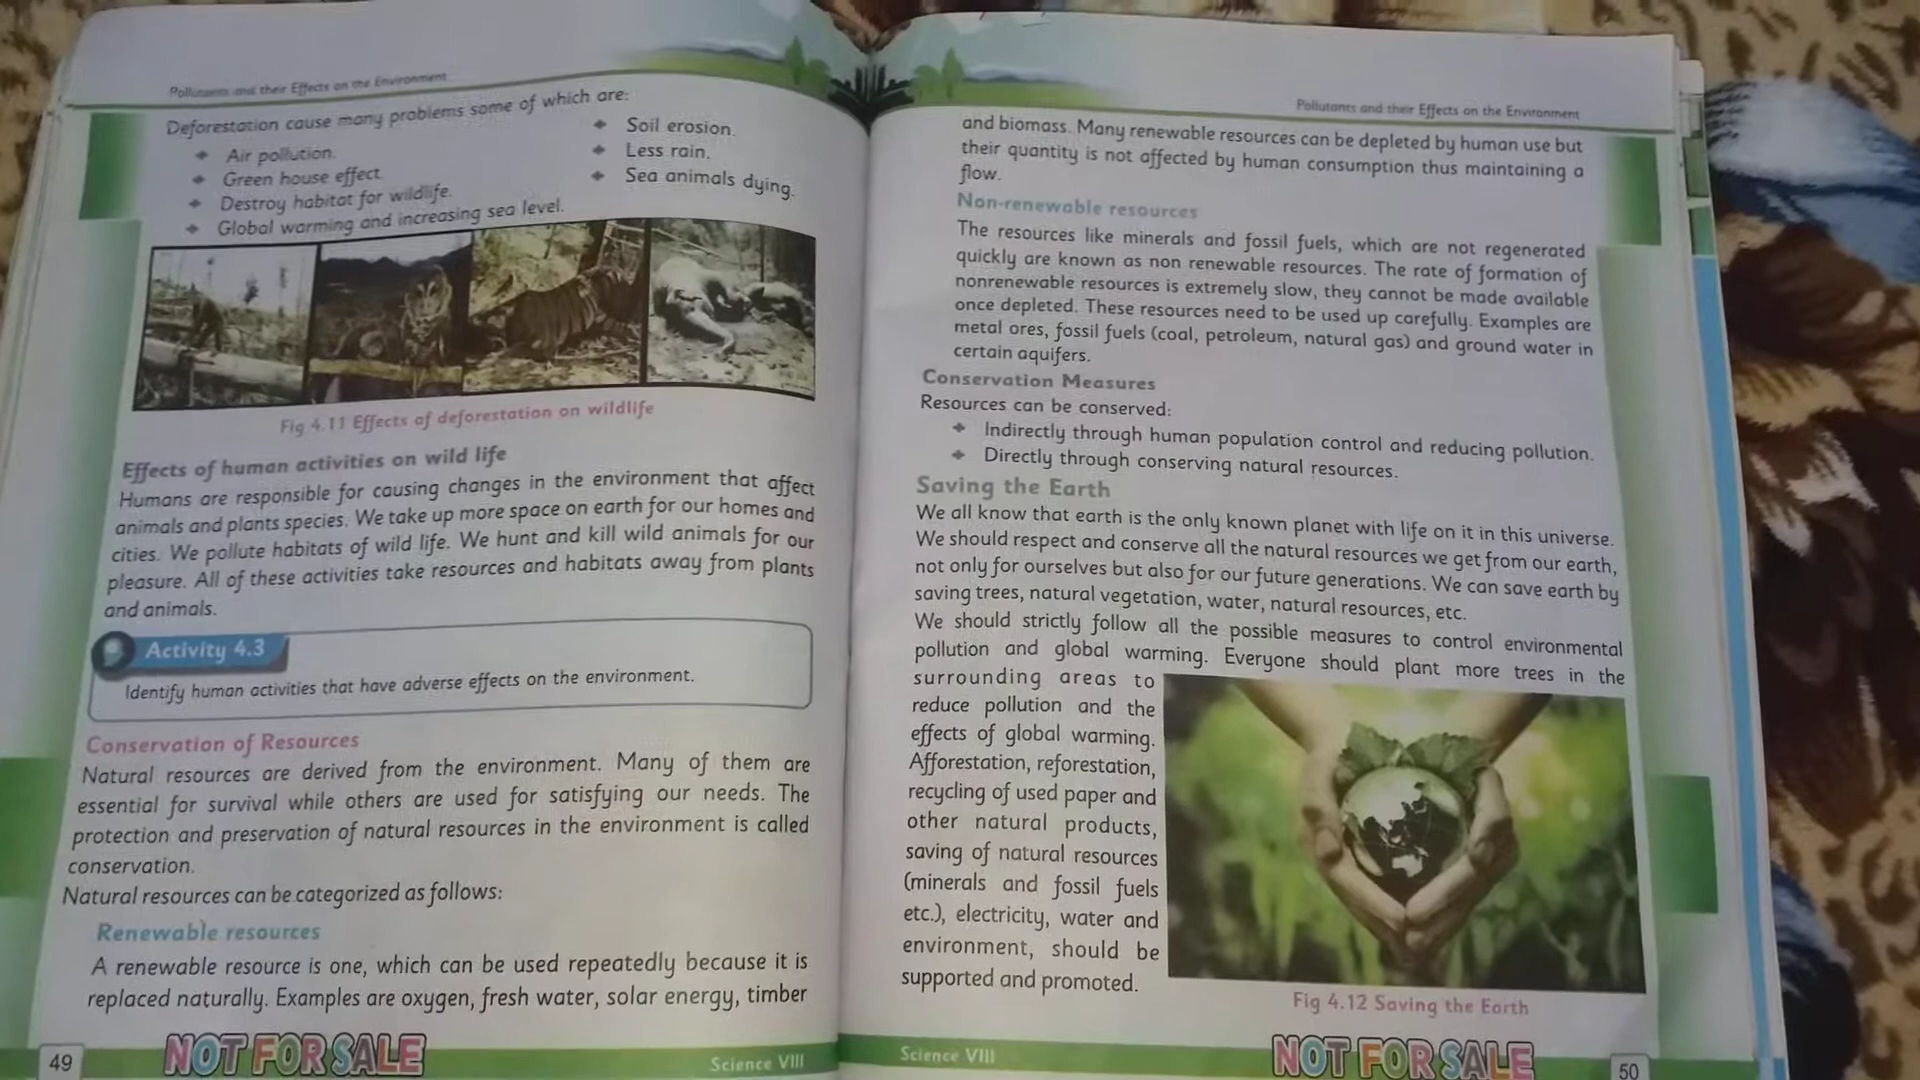 Pollutants and their Effects on the Environment
Deforestation cause many problems some of which are:
Air pollution.
Green house effect.
Destroy habitat for wildlife.
Global warming and increasing sea level.
Soil erosion.
Less rain.
Sea animals dying.
Fig 4.11 Effects of deforestation on wildlife
Effects of human activities on wild life
Humans are responsible for causing changes in the environment that affect
animals and plants species. We take up more space on earth for our homes and
cities. We pollute habitats of wild life. We hunt and kill wild animals for our
pleasure. All of these activities take resources and habitats away from plants
and animals.
Activity 4.3
Identify human activities that have adverse effects on the environment.
Conservation of Resources
Natural resources are derived from the environment. Many of them are
essential for survival while others are used for satisfying our needs. The
protection and preservation of natural resources in the environment is called
conservation.
Natural resources can be categorized as follows:
Renewable resources
A renewable resource is one, which can be used repeatedly because it is
replaced naturally. Examples are oxygen, fresh water, solar energy, timber
49
NOT FOR SALE
Science VIII
Pollutants and their Effects on the Environment
and biomass. Many renewable resources can be depleted by human use but
their quantity is not affected by human consumption thus maintaining a
flow.
Non-renewable resources
The resources like minerals and fossil fuels, which are not regenerated
quickly are known as non renewable resources. The rate of formation of
nonrenewable resources is extremely slow, they cannot be made available
once depleted. These resources need to be used up carefully. Examples are
metal ores, fossil fuels (coal, petroleum, natural gas) and ground water in
certain aquifers.
Conservation Measures
Resources can be conserved:
Indirectly through human population control and reducing pollution.
Directly through conserving natural resources.
Saving the Earth
We all know that earth is the only known planet with life on it in this universe.
We should respect and conserve all the natural resources we get from our earth,
not only for ourselves but also for our future generations. We can save earth by
saving trees, natural vegetation, water, natural resources, etc.
We should strictly follow all the possible measures to control environmental
pollution and global warming. Everyone should plant more trees in the
surrounding areas to
reduce pollution and the
effects of global warming.
Afforestation, reforestation,
recycling of used paper and
other natural products,
saving of natural resources
(minerals and fossil fuels
etc.), electricity, water and
environment, should be
supported and promoted.
Fig 4.12 Saving the Earth
Science VIII
NOT FOR SALE
50